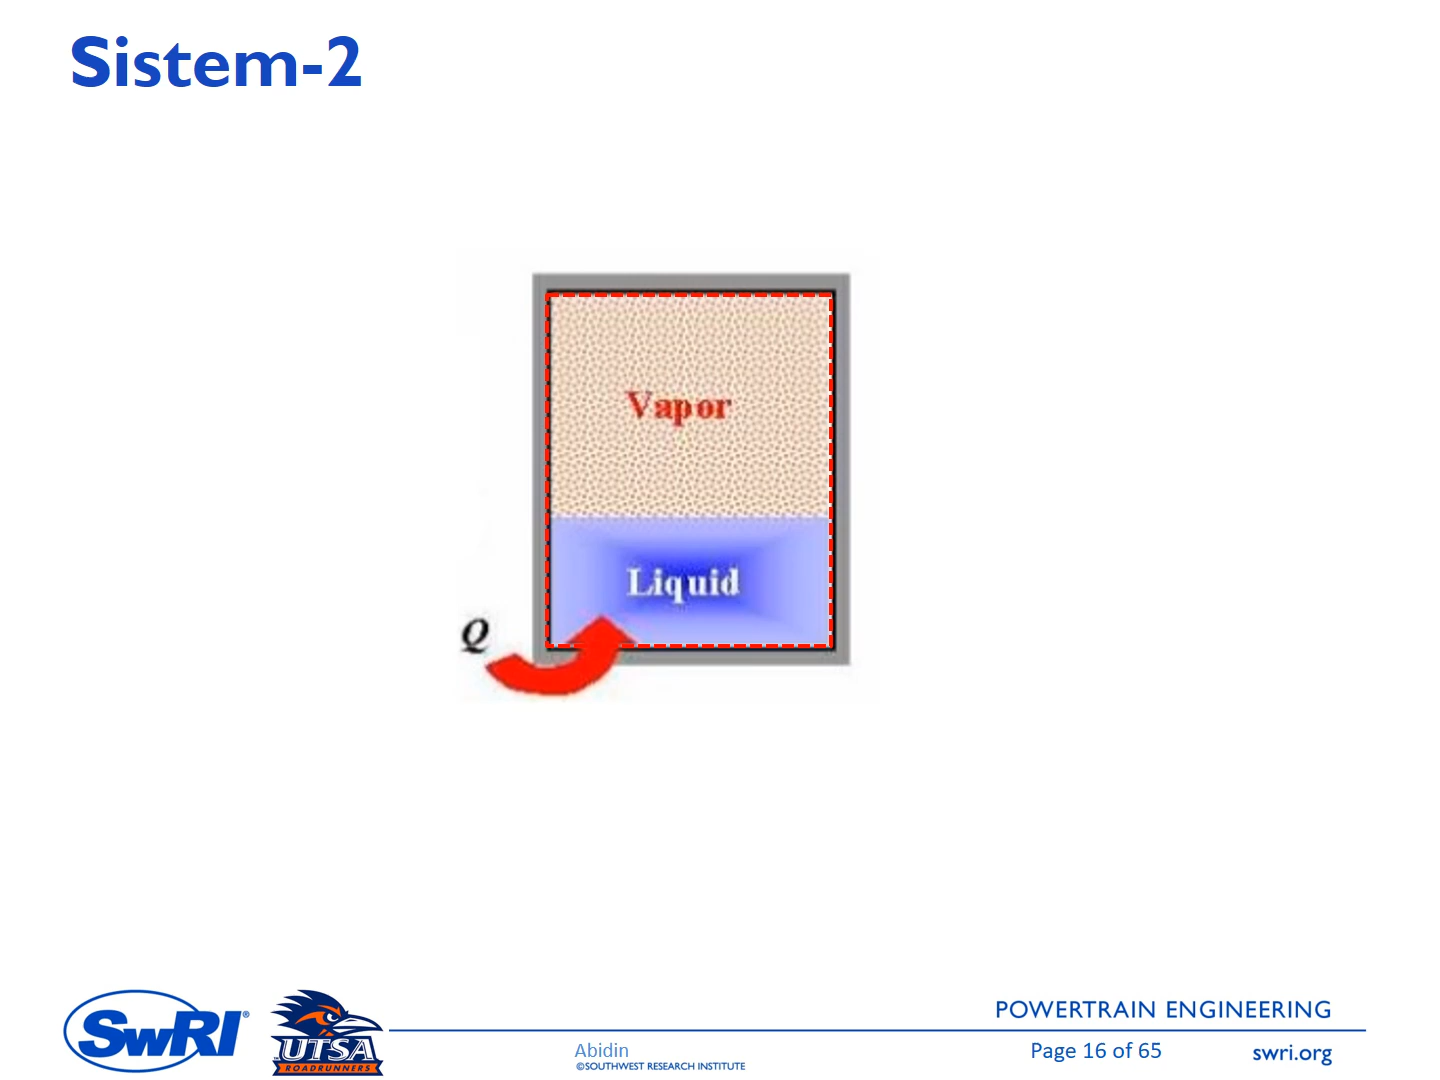 Sistem-2
Vapor
Liquid
Q
SwRI®
UTSA
ROADRUNNERS
POWERTRAIN ENGINEERING
Abidin
©SOUTHWEST RESEARCH INSTITUTE
Page 16 of 65
swri.org